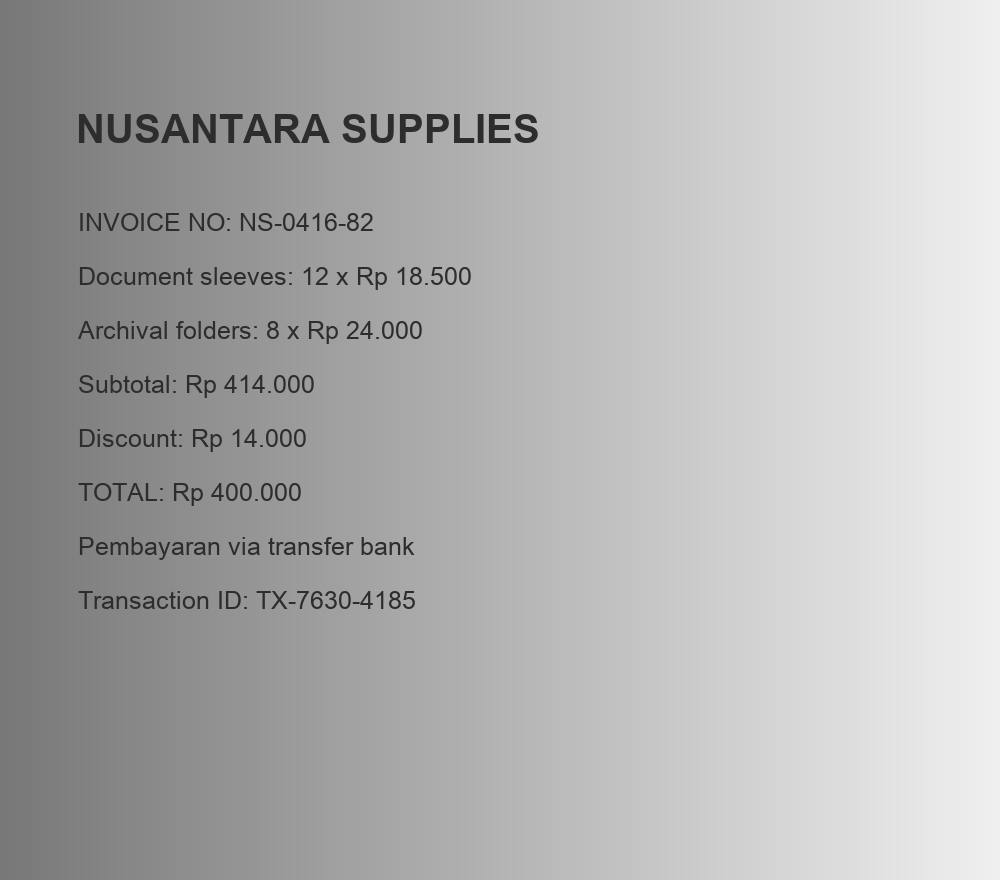 NUSANTARA SUPPLIES
INVOICE NO: NS-0416-82
Document sleeves: 12 x Rp 18.500
Archival folders: 8 x Rp 24.000
Subtotal: Rp 414.000
Discount: Rp 14.000
TOTAL: Rp 400.000
Pembayaran via transfer bank
Transaction ID: TX-7630-4185